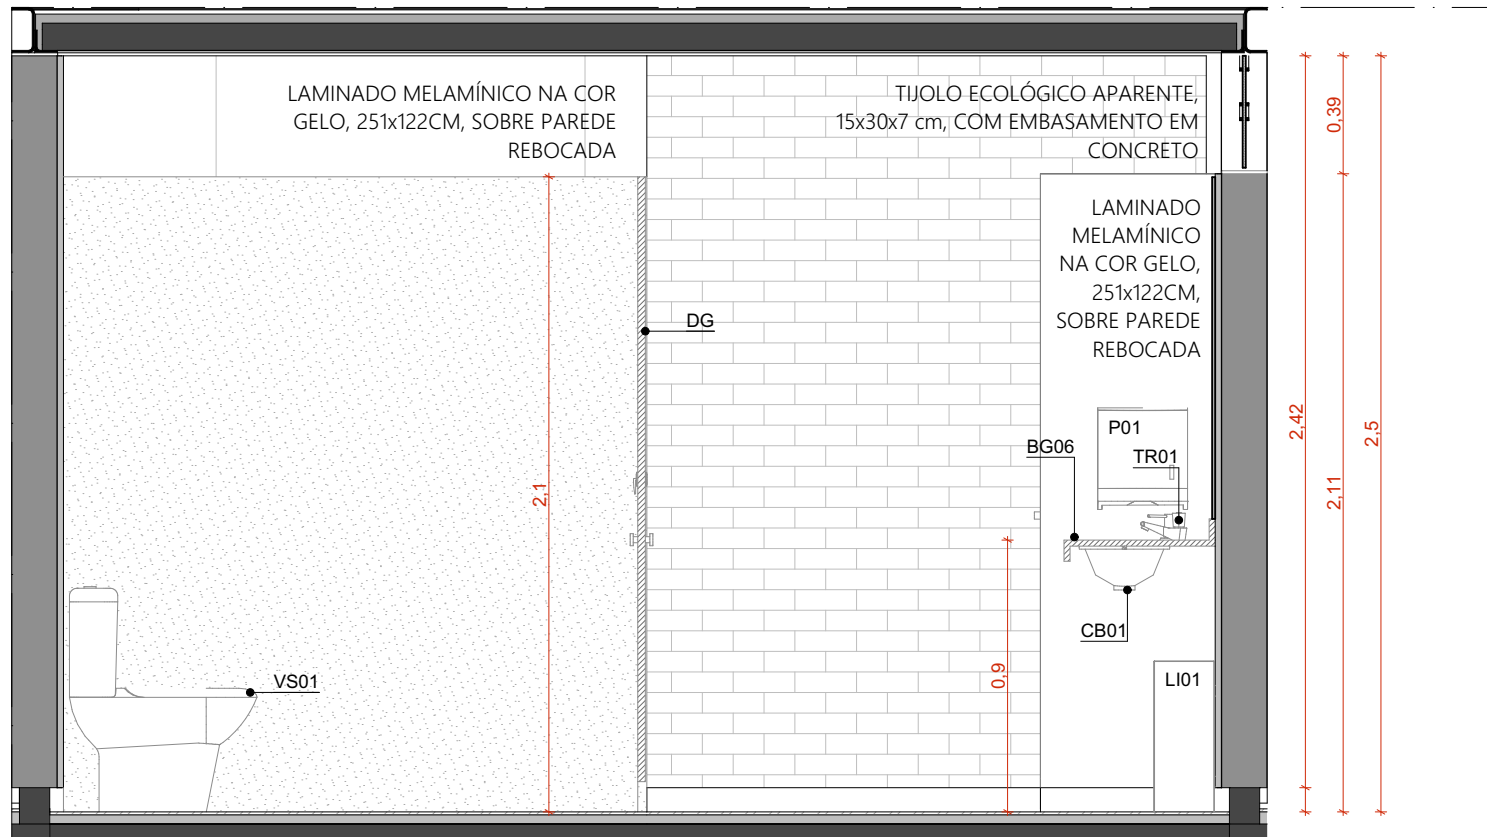 LAMINADO MELAMÍNICO NA COR
GELO, 251x122CM, SOBRE PAREDE
REBOCADA
TIJOLO ECOLÓGICO APARENTE,
15x30x7 cm, COM EMBASAMENTO EM
CONCRETO
0,39
LAMINADO
MELAMÍNICO
NA COR GELO,
251x122CM,
SOBRE PAREDE
REBOCADA
DG
P01
BG06
TR01
2,42
2,5
2,1
2,11
CB01
0,9
VS01
LI01